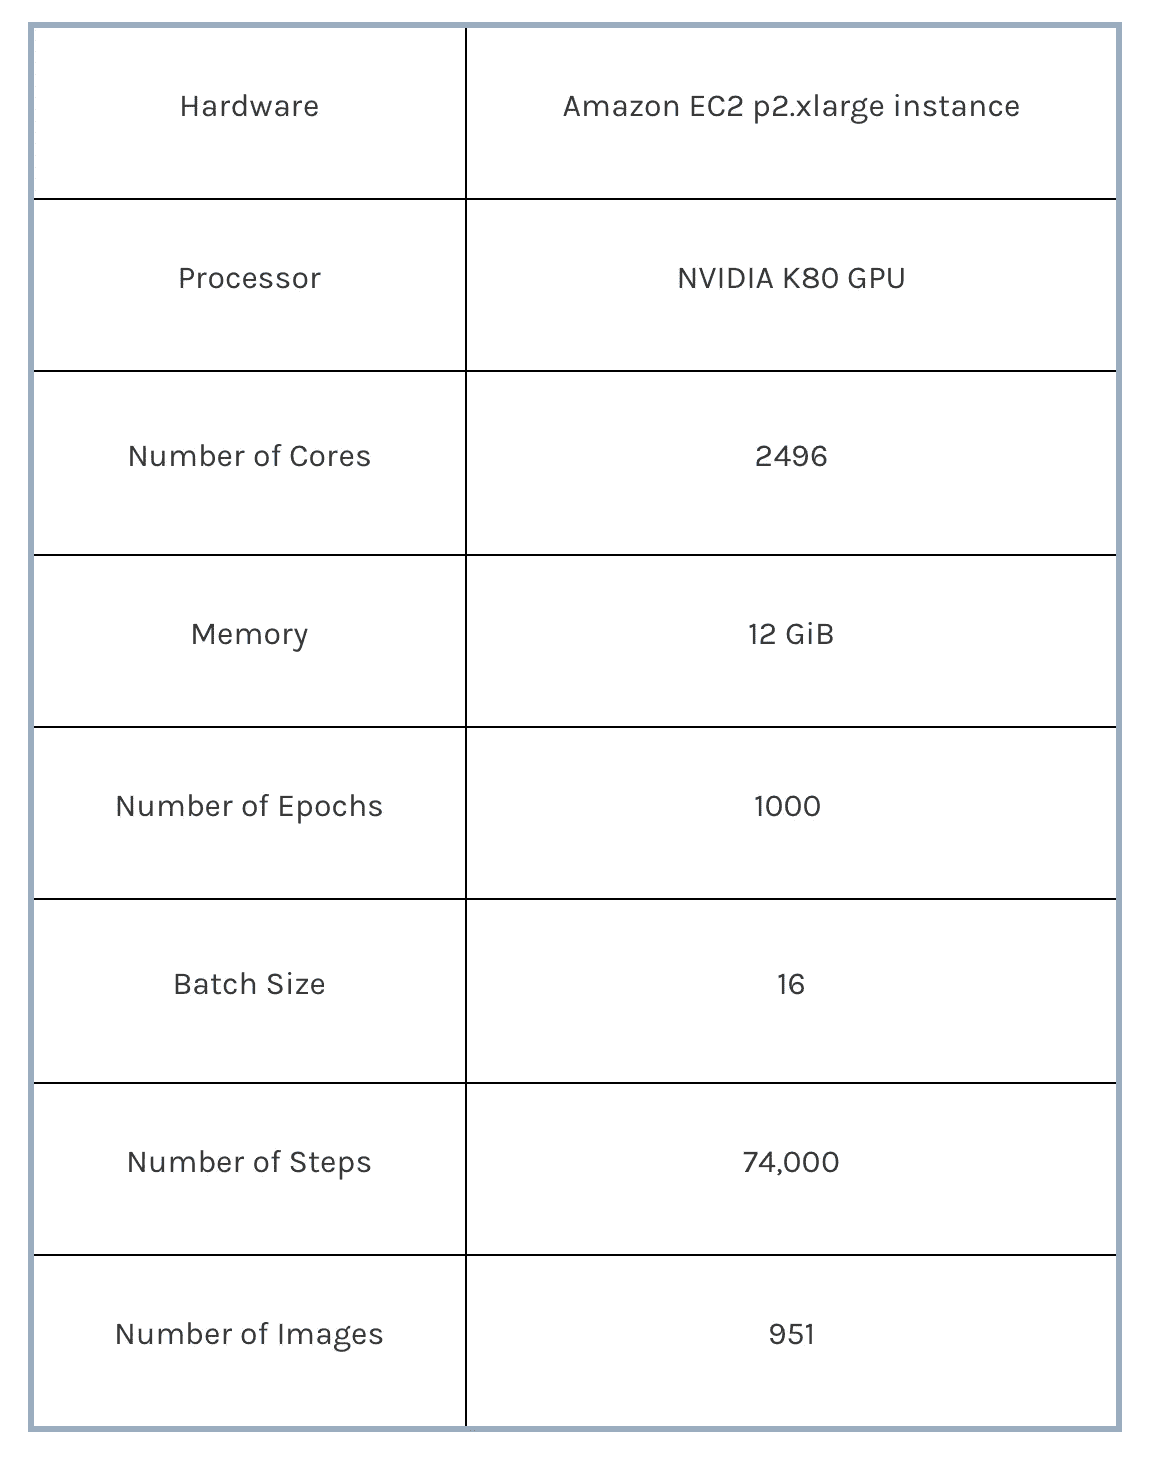 Hardware
Amazon EC2 p2.xlarge instance
Processor
NVIDIA K80 GPU
Number of Cores
2496
Memory
12 GiB
Number of Epochs
1000
Batch Size
16
Number of Steps
74,000
Number of Images
951